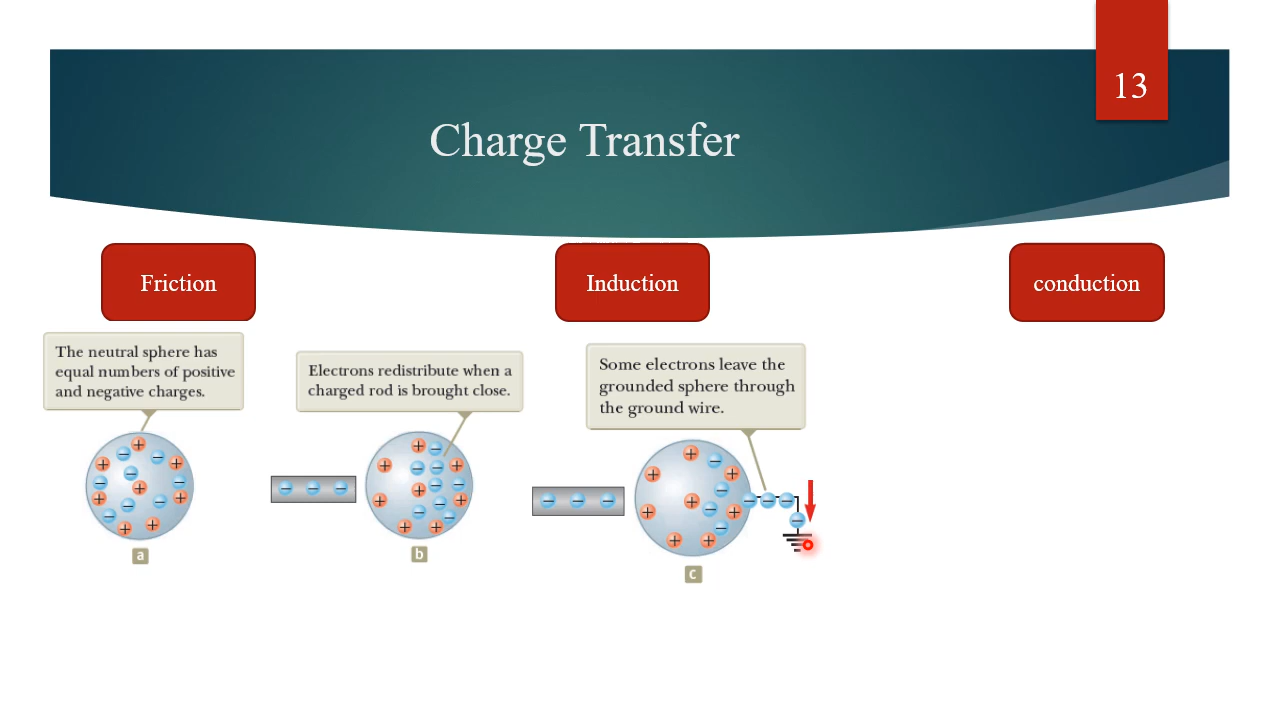 13
Charge Transfer
Friction
Induction
conduction
The neutral sphere has
equal numbers of positive
and negative charges.
Electrons redistribute when a
charged rod is brought close.
Some electrons leave the
grounded sphere through
the ground wire.
a
b
c